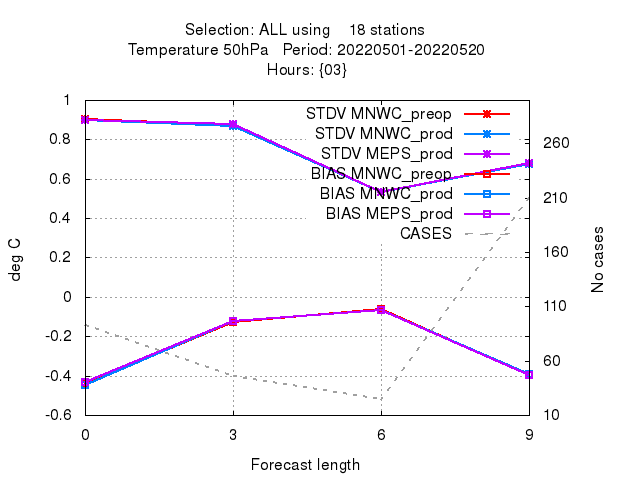 Selection: ALL using 18 stations
Temperature 50hPa Period: 20220501-20220520
Hours: {03}
1
0.8
0.6
0.4
0.2
0
-0.2
-0.4
-0.6
deg C
STDV MNWC_preop
STDV MNWC_prod
STDV MEPS_prod
BIAS MNWC_preop
BIAS MNWC_prod
BIAS MEPS_prod
CASES
260
210
160
110
60
10
No cases
0 3 6 9
Forecast length